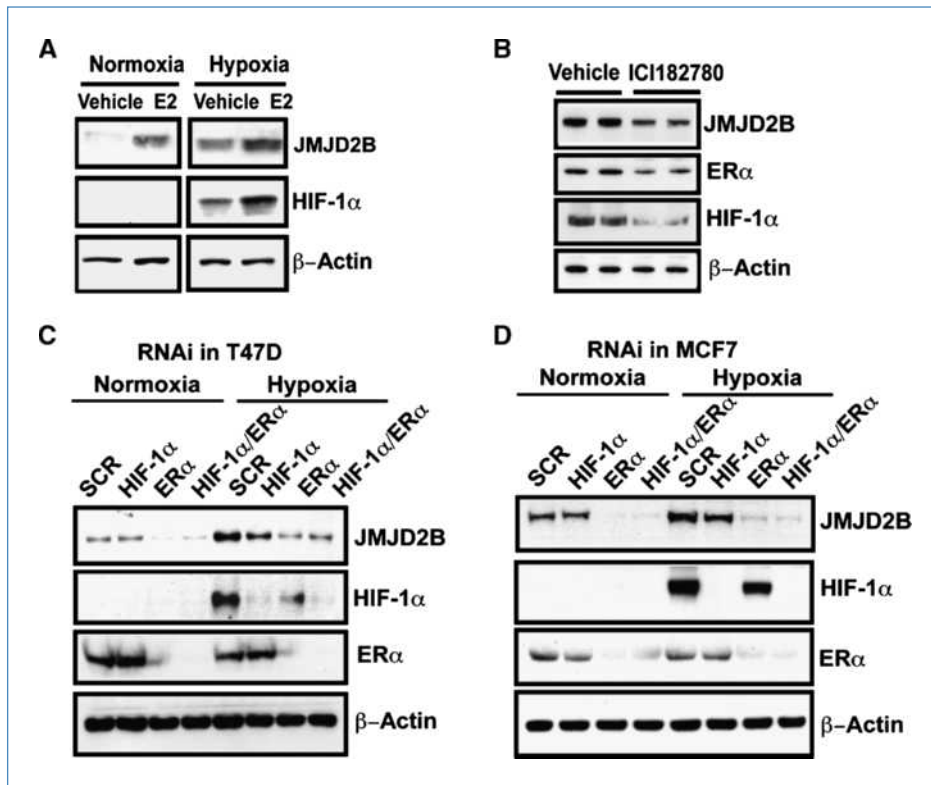 A
Normoxia Hypoxia
Vehicle E2 Vehicle E2
JMJD2B
HIF-1α
β-Actin
B
Vehicle ICI182780
JMJD2B
ERα
HIF-1α
β-Actin
C
RNAi in T47D
Normoxia Hypoxia
SCR HIF-1α ERα HIF-1α/ERα SCR HIF-1α ERα HIF-1α/ERα
JMJD2B
HIF-1α
ERα
β-Actin
D
RNAi in MCF7
Normoxia Hypoxia
SCR HIF-1α ERα HIF-1α/ERα SCR HIF-1α ERα HIF-1α/ERα
JMJD2B
HIF-1α
ERα
β-Actin